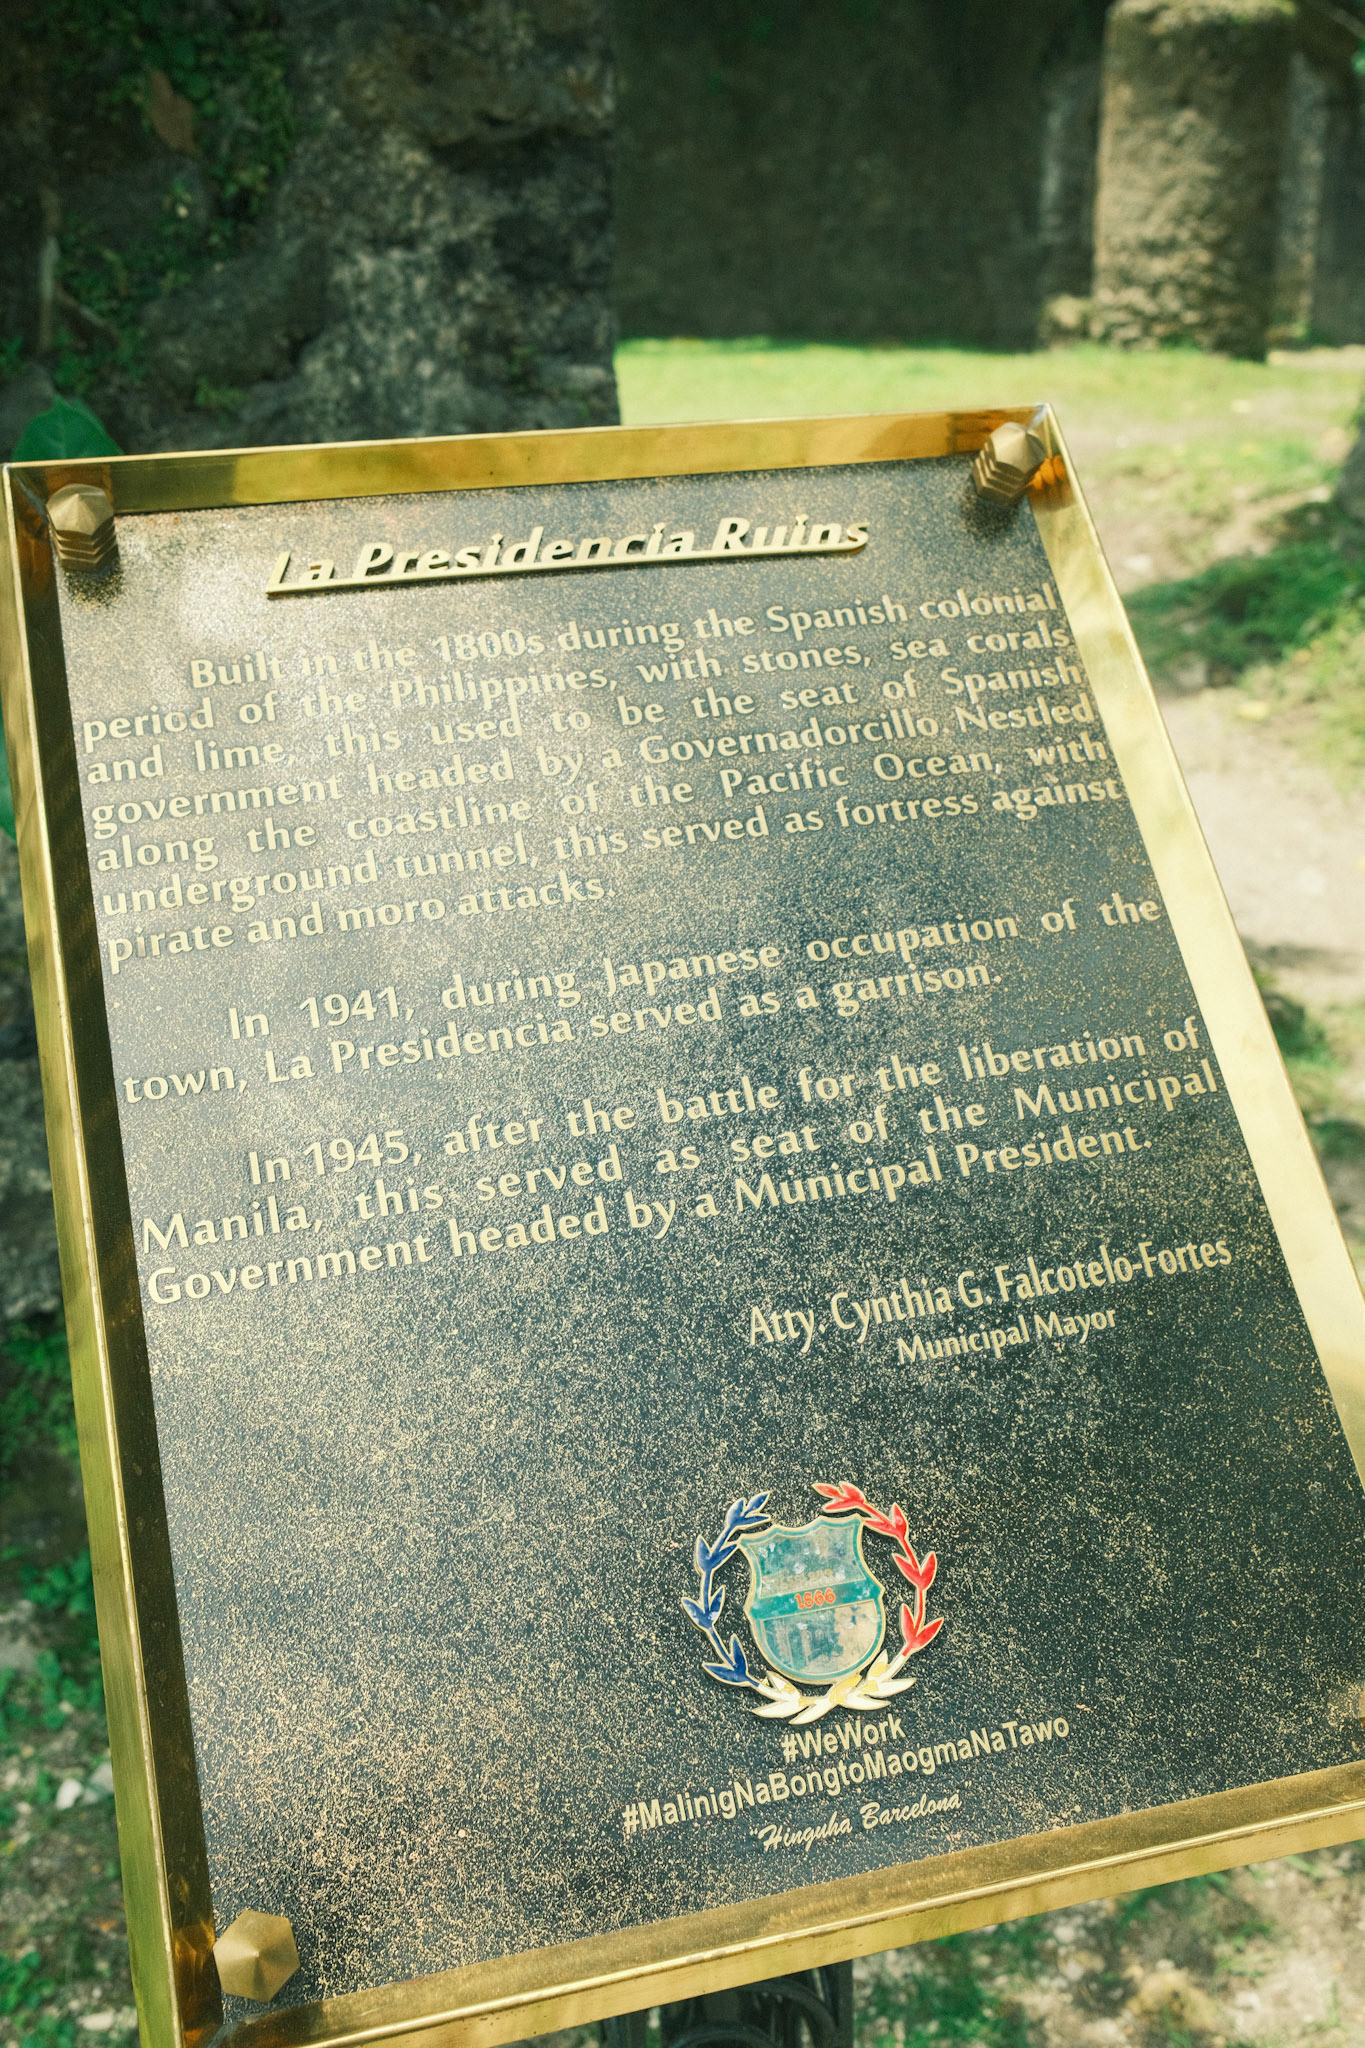 La Presidencia Ruins
Built in the 1800s during the Spanish colonial
period of the Philippines, with stones, sea corals
and lime, this used to be the seat of Spanish
government headed by a Governadorcillo. Nestled
along the coastline of the Pacific Ocean, with
underground tunnel, this served as fortress against
pirate and moro attacks.
In 1941, during Japanese occupation of the
town, La Presidencia served as a garrison.
In 1945, after the battle for the liberation of
Manila, this served as seat of the Municipal
Government headed by a Municipal President.
Atty. Cynthia G. Falcotelo-Fortes
Municipal Mayor
1866
#WeWork
#MalinigNaBongtoMaogmaNaTawo
"Hinguha Barcelona"